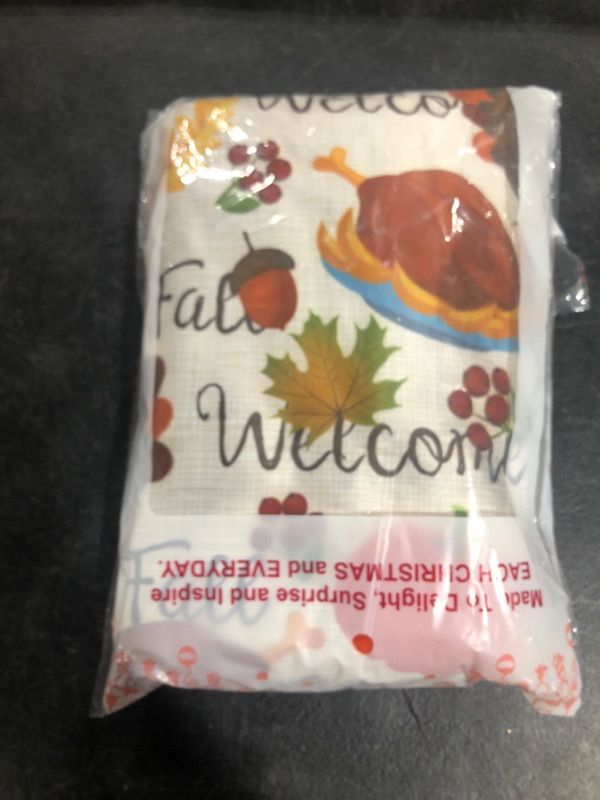 Welco
Fall
Welcome
Fall
Made To Delight, Surprise and Inspire
EACH CHRISTMAS and EVERYDAY.